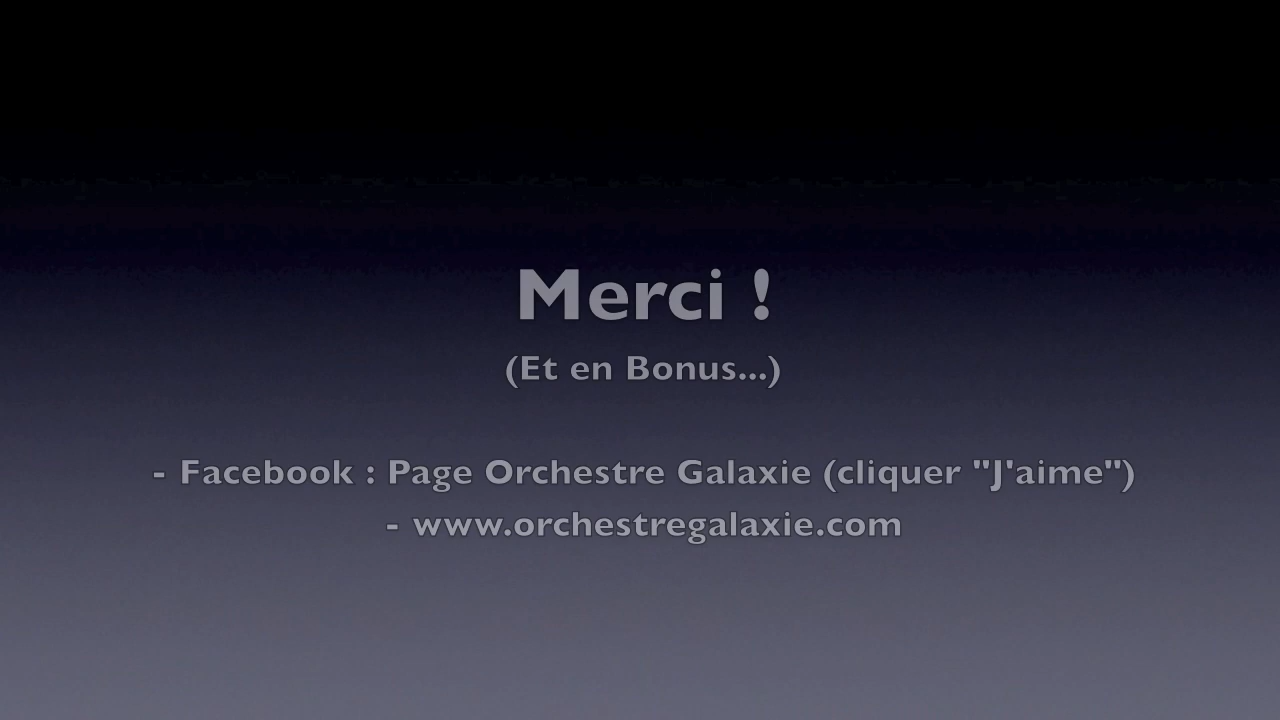 Merci !
(Et en Bonus...)
- Facebook : Page Orchestre Galaxie (cliquer "J'aime")
- www.orchestregalaxie.com